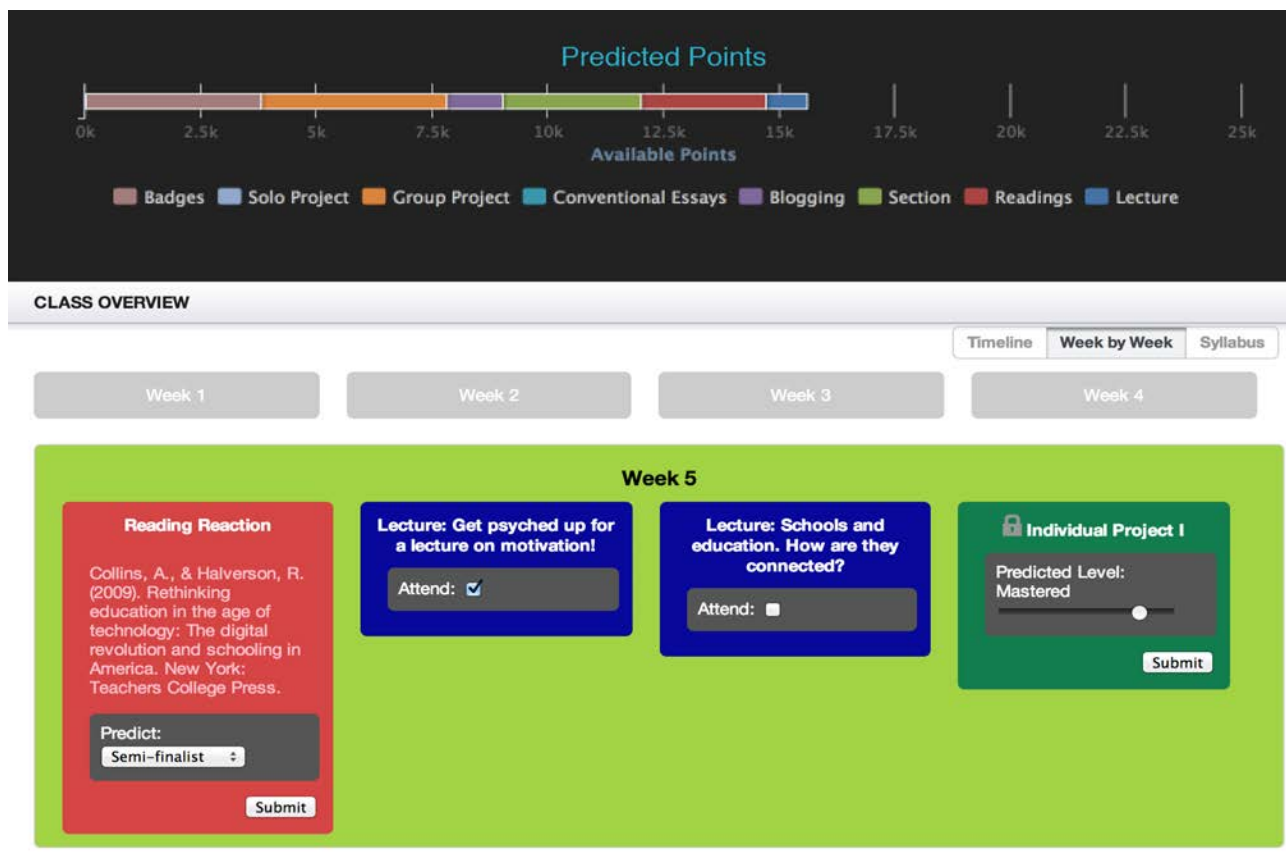 Predicted Points
0k 2.5k 5k 7.5k 10k 12.5k 15k 17.5k 20k 22.5k 25k
Available Points
Badges Solo Project Group Project Conventional Essays Blogging Section Readings Lecture
CLASS OVERVIEW
Timeline Week by Week Syllabus
Week 1 Week 2 Week 3 Week 4
Week 5
Reading Reaction
Collins, A., & Halverson, R.
(2009). Rethinking
education in the age of
technology: The digital
revolution and schooling in
America. New York:
Teachers College Press.
Predict:
Semi-finalist
Submit
Lecture: Get psyched up for
a lecture on motivation!
Attend:
Lecture: Schools and
education. How are they
connected?
Attend:
Individual Project I
Predicted Level:
Mastered
Submit